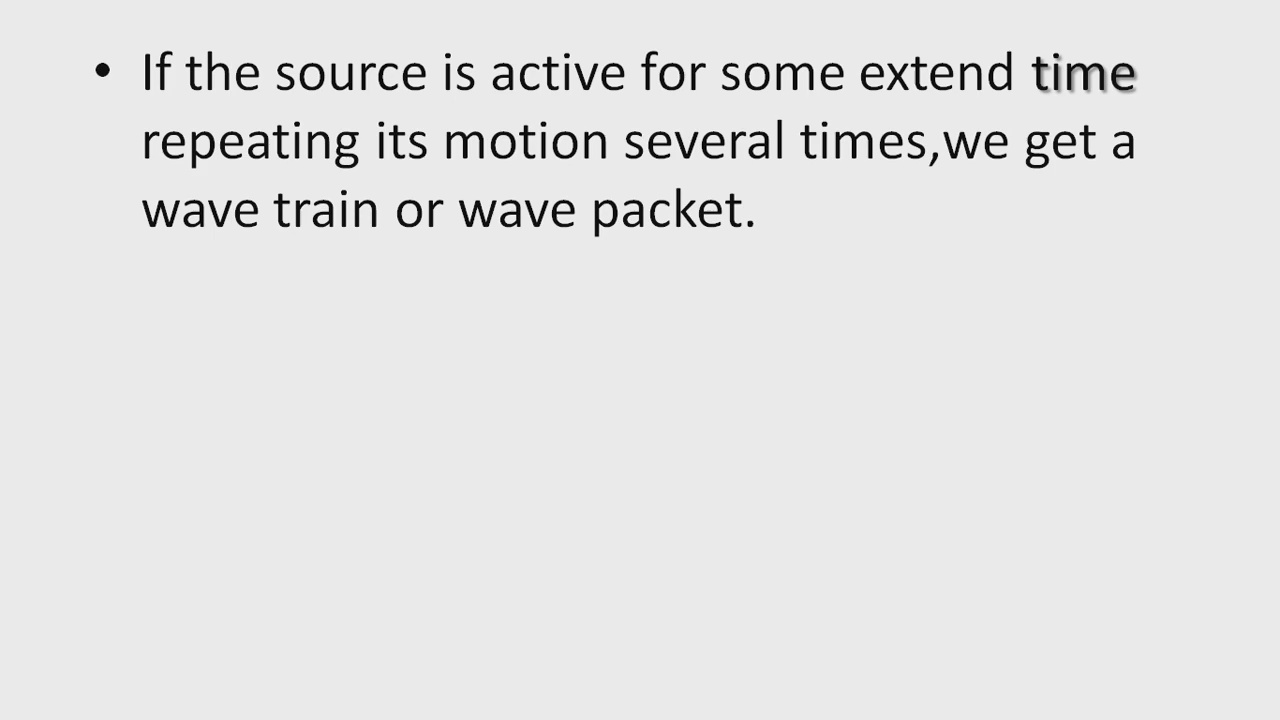 • If the source is active for some extend time
repeating its motion several times,we get a
wave train or wave packet.